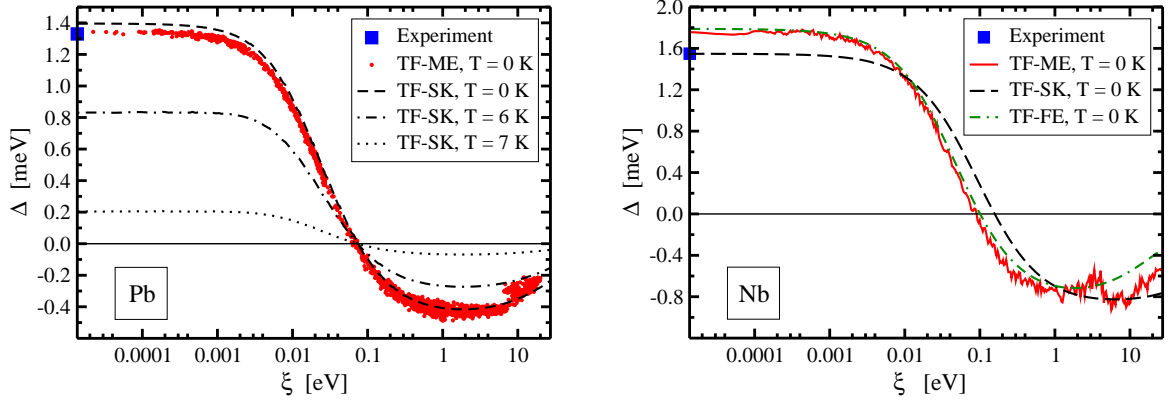 1.4
1.2
1.0
0.8
0.6
0.4
0.2
0.0
-0.2
-0.4
Δ [meV]
Experiment
TF-ME, T = 0 K
TF-SK, T = 0 K
TF-SK, T = 6 K
TF-SK, T = 7 K
Pb
0.0001 0.001 0.01 0.1 1 10
ξ [eV]
2.0
1.6
1.2
0.8
0.4
0.0
-0.4
-0.8
Δ [meV]
Experiment
TF-ME, T = 0 K
TF-SK, T = 0 K
TF-FE, T = 0 K
Nb
0.0001 0.001 0.01 0.1 1 10
ξ [eV]